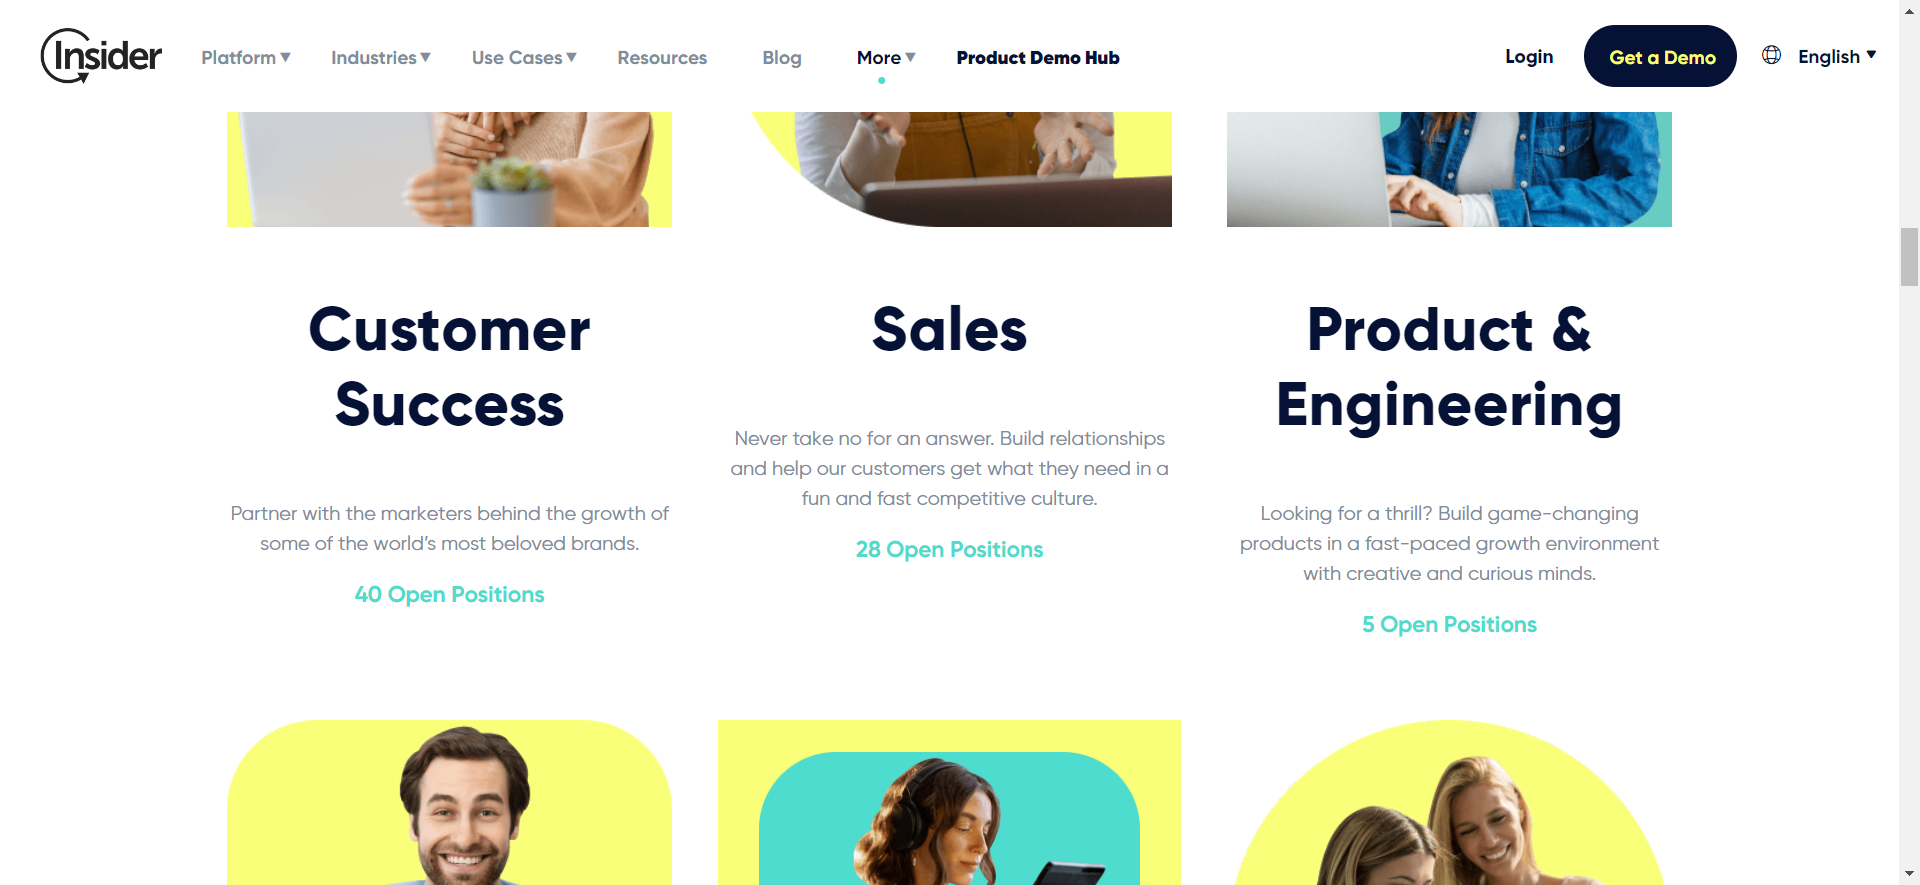 Insider
Platform
Industries
Use Cases
Resources
Blog
More
Product Demo Hub
Login
Get a Demo
English
Customer
Success
Partner with the marketers behind the growth of
some of the world’s most beloved brands.
40 Open Positions
Sales
Never take no for an answer. Build relationships
and help our customers get what they need in a
fun and fast competitive culture.
28 Open Positions
Product &
Engineering
Looking for a thrill? Build game-changing
products in a fast-paced growth environment
with creative and curious minds.
5 Open Positions